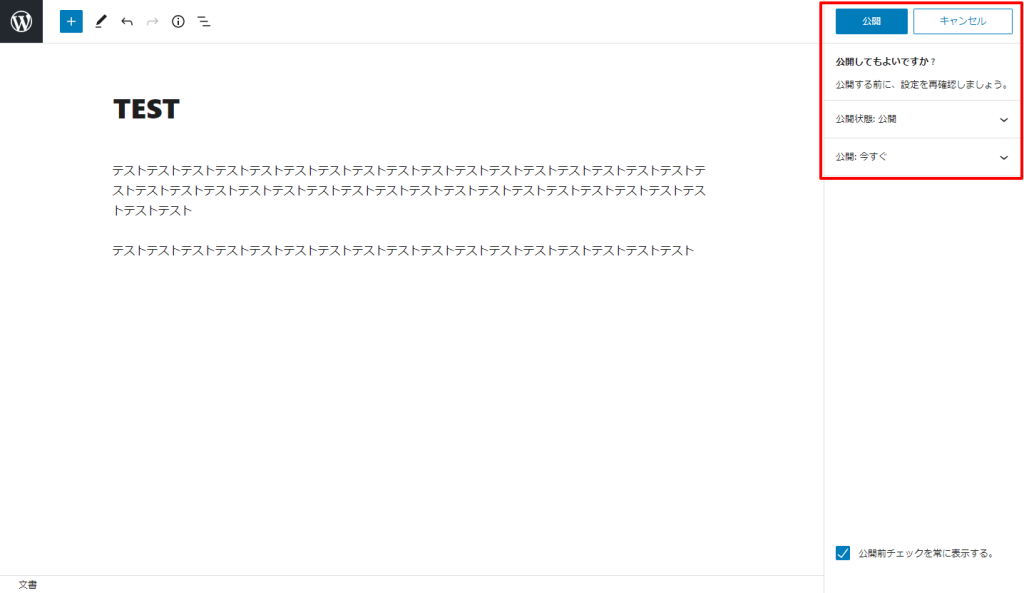 公開
キャンセル
TEST
公開してもよいですか ?
公開する前に、設定を再確認しましょう。
公開状態: 公開
公開: 今すぐ
テストテストテストテストテストテストテストテストテストテストテストテストテストテストテストテストテストテ
ストテストテストテストテストテストテストテストテストテストテストテストテストテストテストテストテストテス
トテストテスト
テストテストテストテストテストテストテストテストテストテストテストテストテストテストテストテストテスト
公開前チェックを常に表示する。
文書